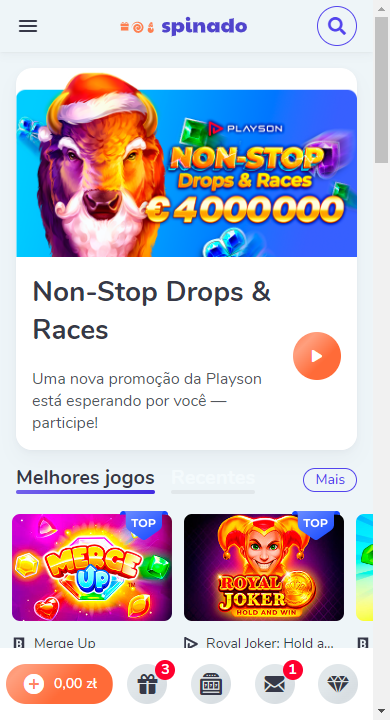 spinado
PLAYSON
NON-STOP
Drops & Races
€4000000
Non-Stop Drops &
Races
Uma nova promoção da Playson
está esperando por você —
participe!
Melhores jogos
Recentes
Mais
TOP
TOP
MERGE
UP
ROYAL
JOKER
HOLD AND WIN
Merge Up
Royal Joker: Hold a...
0,00 zł
3
1